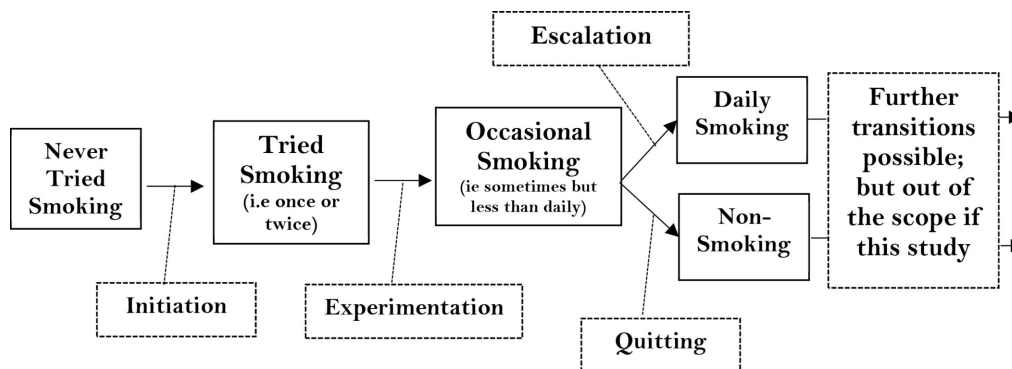 Never
Tried
Smoking
Initiation
Tried
Smoking
(i.e once or
twice)
Experimentation
Occasional
Smoking
(ie sometimes but
less than daily)
Escalation
Daily
Smoking
Quitting
Non-
Smoking
Further
transitions
possible;
but out of
the scope if
this study